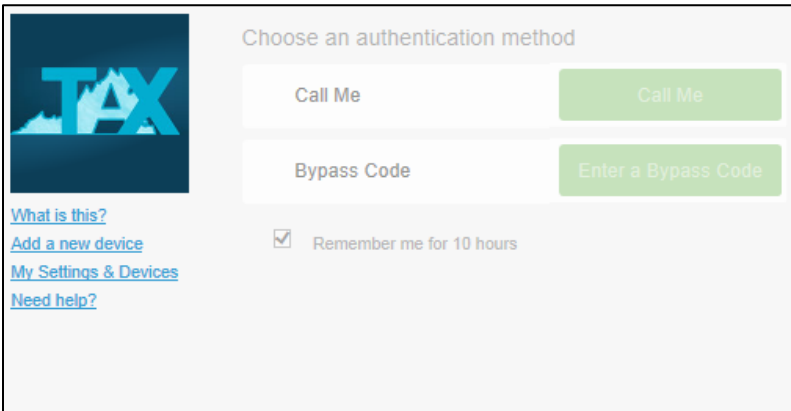 TAX
What is this?
Add a new device
My Settings & Devices
Need help?
Choose an authentication method
Call Me
Call Me
Bypass Code
Enter a Bypass Code
Remember me for 10 hours